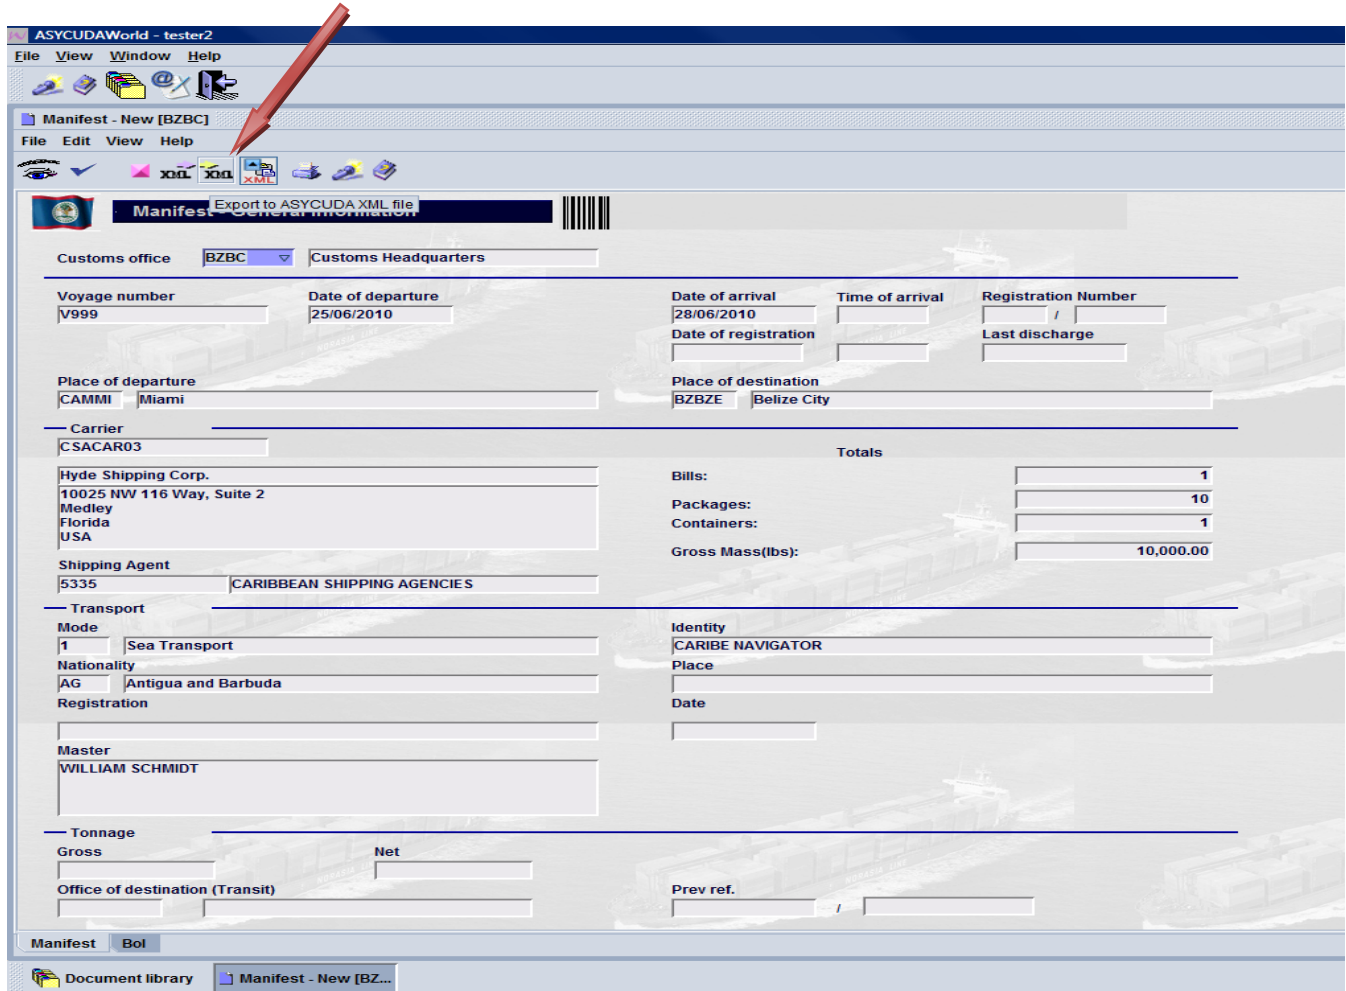 ASYCUDAWorld - tester2
File View Window Help
Manifest - New [BZBC]
File Edit View Help
XML XML XML
Export to ASYCUDA XML file
Manifest - General Information
Customs office BZBC Customs Headquarters
Voyage number Date of departure Date of arrival Time of arrival Registration Number
V999 25/06/2010 28/06/2010 /
Date of registration Last discharge
Place of departure Place of destination
CAMMI Miami BZBZE Belize City
Carrier
CSACAR03
Totals
Hyde Shipping Corp. Bills: 1
10025 NW 116 Way, Suite 2
Medley Packages: 10
Florida Containers: 1
USA
Gross Mass(lbs): 10,000.00
Shipping Agent
5335 CARIBBEAN SHIPPING AGENCIES
Transport
Mode Identity
1 Sea Transport CARIBE NAVIGATOR
Nationality Place
AG Antigua and Barbuda
Registration Date
Master
WILLIAM SCHMIDT
Tonnage
Gross Net
Office of destination (Transit) Prev ref.
/
Manifest Bol
Document library Manifest - New [BZ...